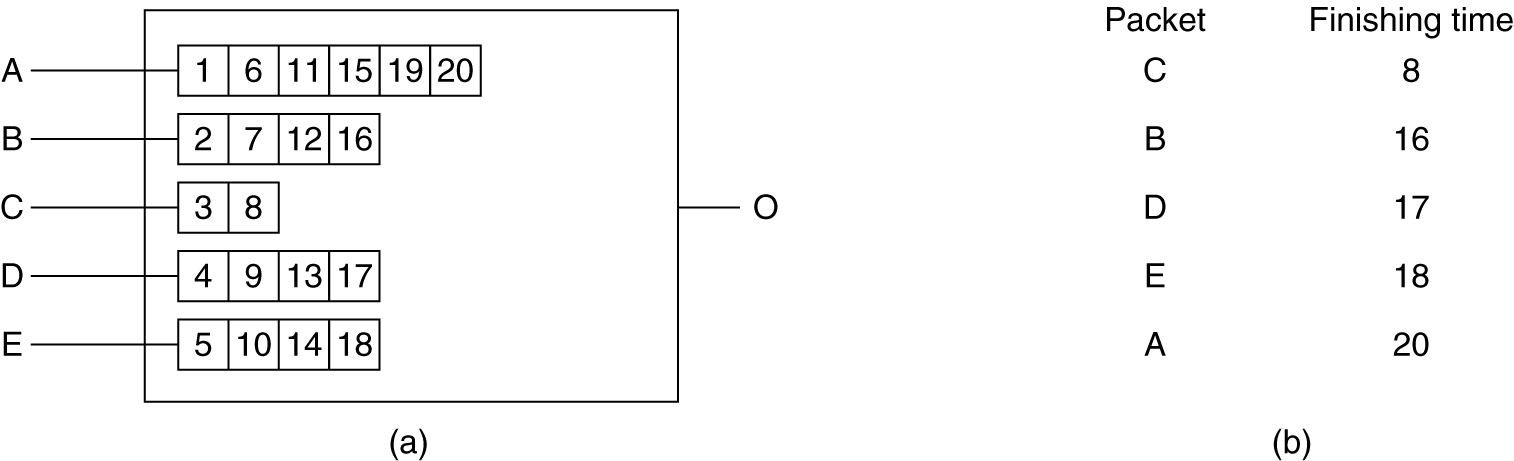 Packet Finishing time
A 1 6 11 15 19 20 C 8
B 2 7 12 16 B 16
C 3 8 O D 17
D 4 9 13 17 E 18
E 5 10 14 18 A 20
(a) (b)